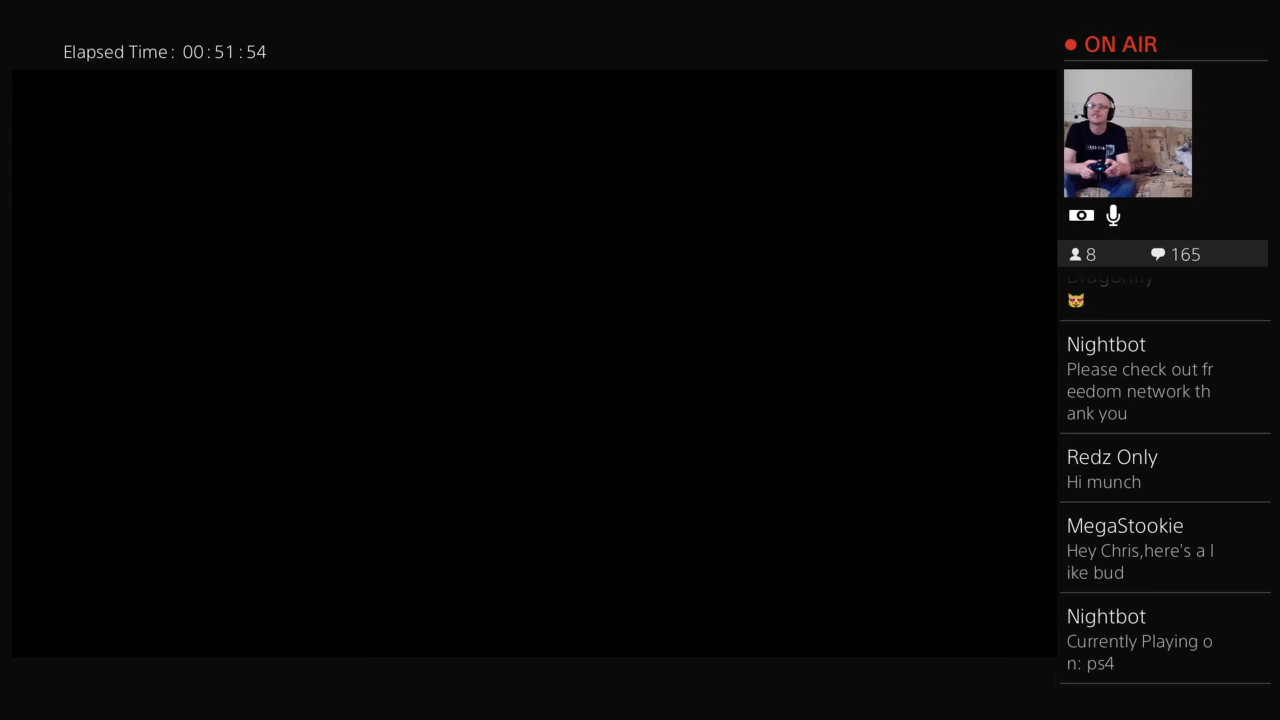 Elapsed Time: 00:51:54
ON AIR
8 165
Dragonfly
Nightbot
Please check out fr
eedom network th
ank you
Redz Only
Hi munch
MegaStookie
Hey Chris,here's a l
ike bud
Nightbot
Currently Playing o
n: ps4